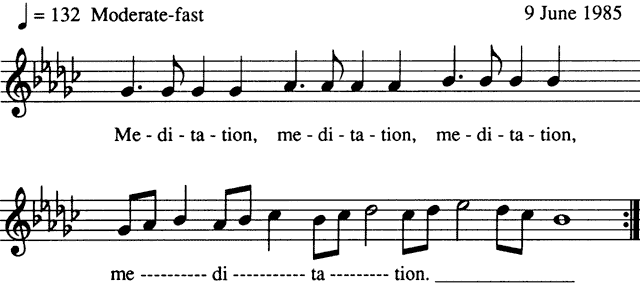 ♩ = 132 Moderate-fast 9 June 1985
Me - di - ta - tion, me - di - ta - tion, me - di - ta - tion,
me ---------- di ----------- ta --------- tion. _______________